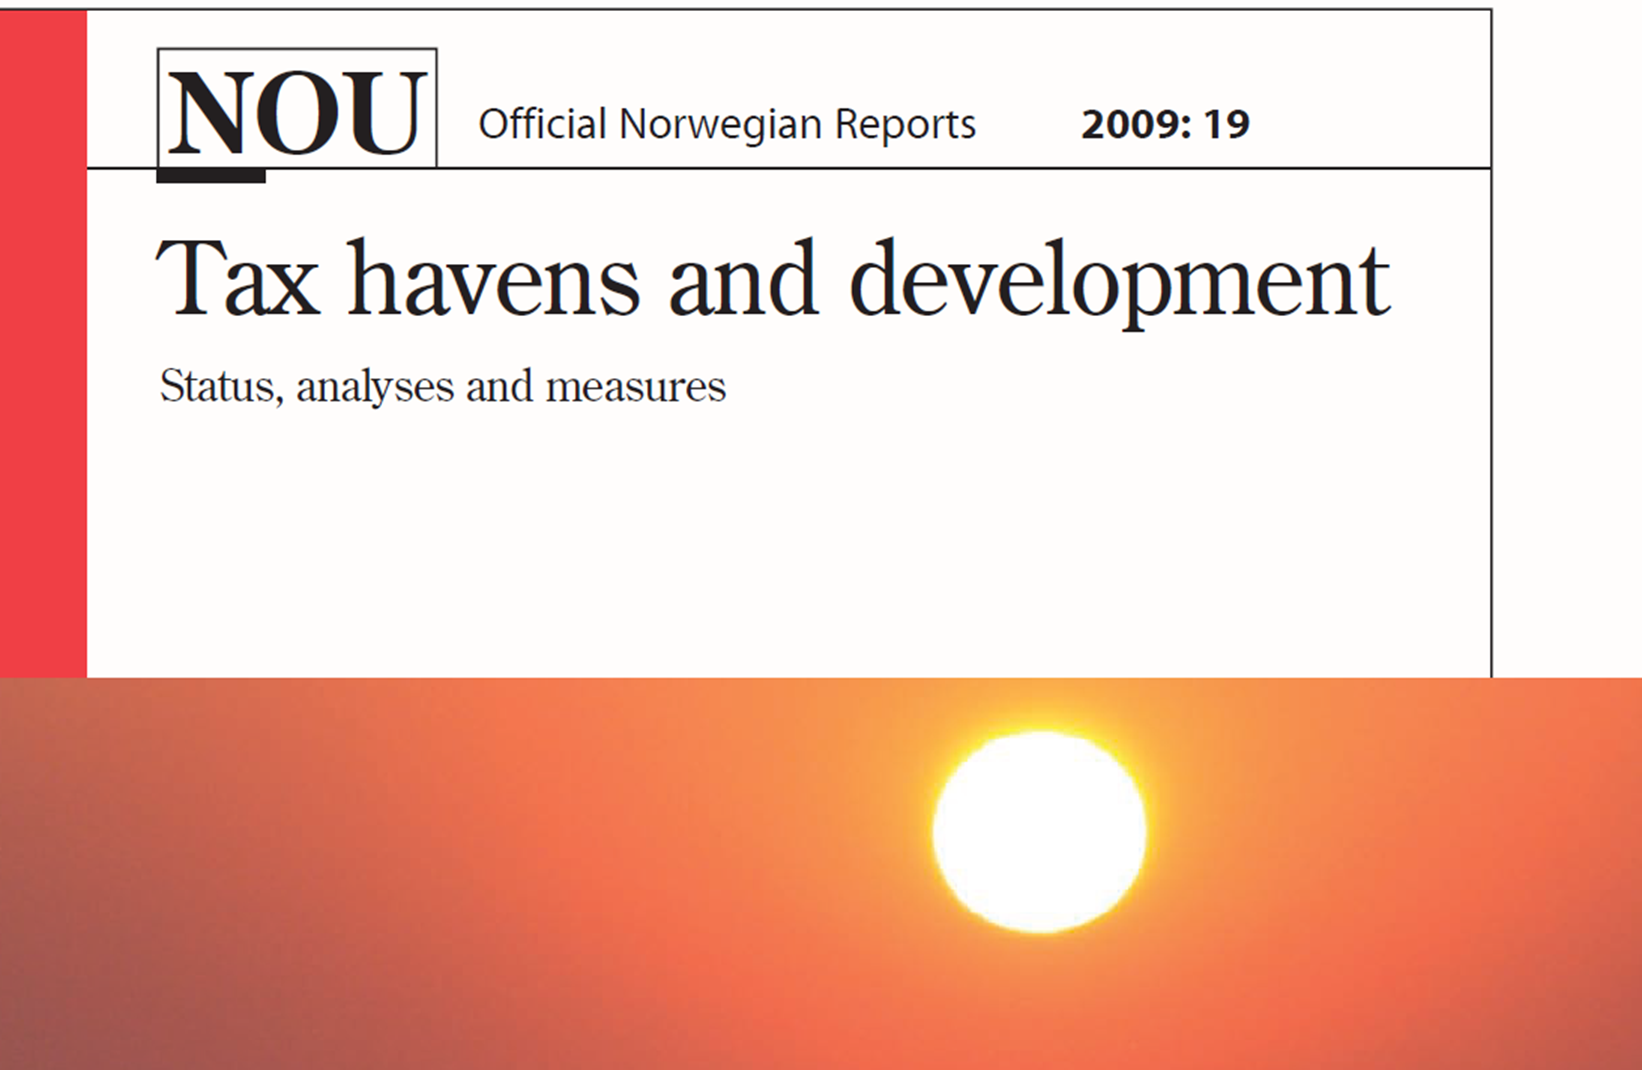 NOU Official Norwegian Reports 2009: 19
Tax havens and development
Status, analyses and measures